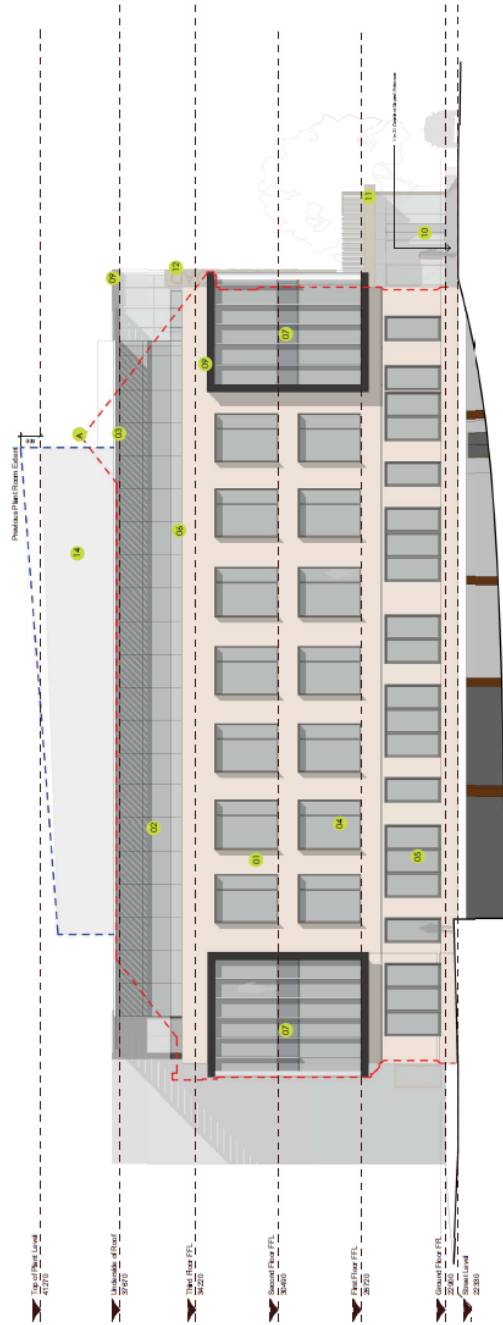 Top of Plant Level
41270
Underside of Roof
37670
Third Floor FFL
34220
Second Floor FFL
30490
First Floor FFL
26720
Ground Floor FFL
22900
Street Level
22330
Previous Plant Room Extent
14
A
03
09
12
11
10
09
07
06
02
01
04
05
07